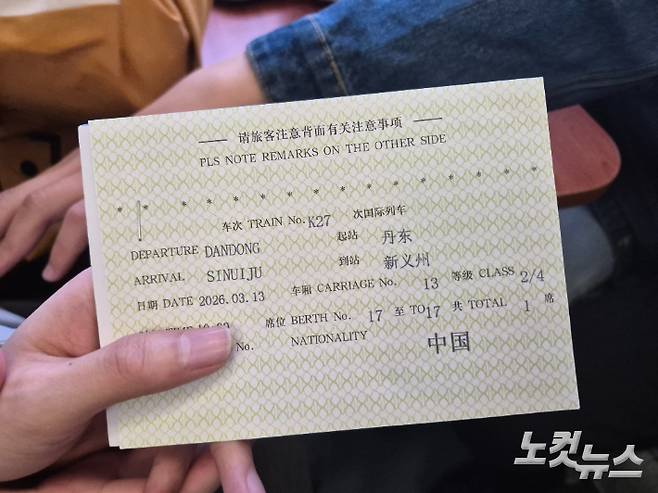 请旅客注意背面有关注意事项
PLS NOTE REMARKS ON THE OTHER SIDE
* * * * * * * * * * * * * * * * *
车次 TRAIN No. K27 次国际列车
DEPARTURE DANDONG 起站 丹东
ARRIVAL SINUIJU 到站 新义州
日期 DATE 2026.03.13 车厢 CARRIAGE No. 13 等级 CLASS 2/4
席位 BERTH No. 17 至 TO 17 共 TOTAL 1 席
No. NATIONALITY 中国
노컷뉴스